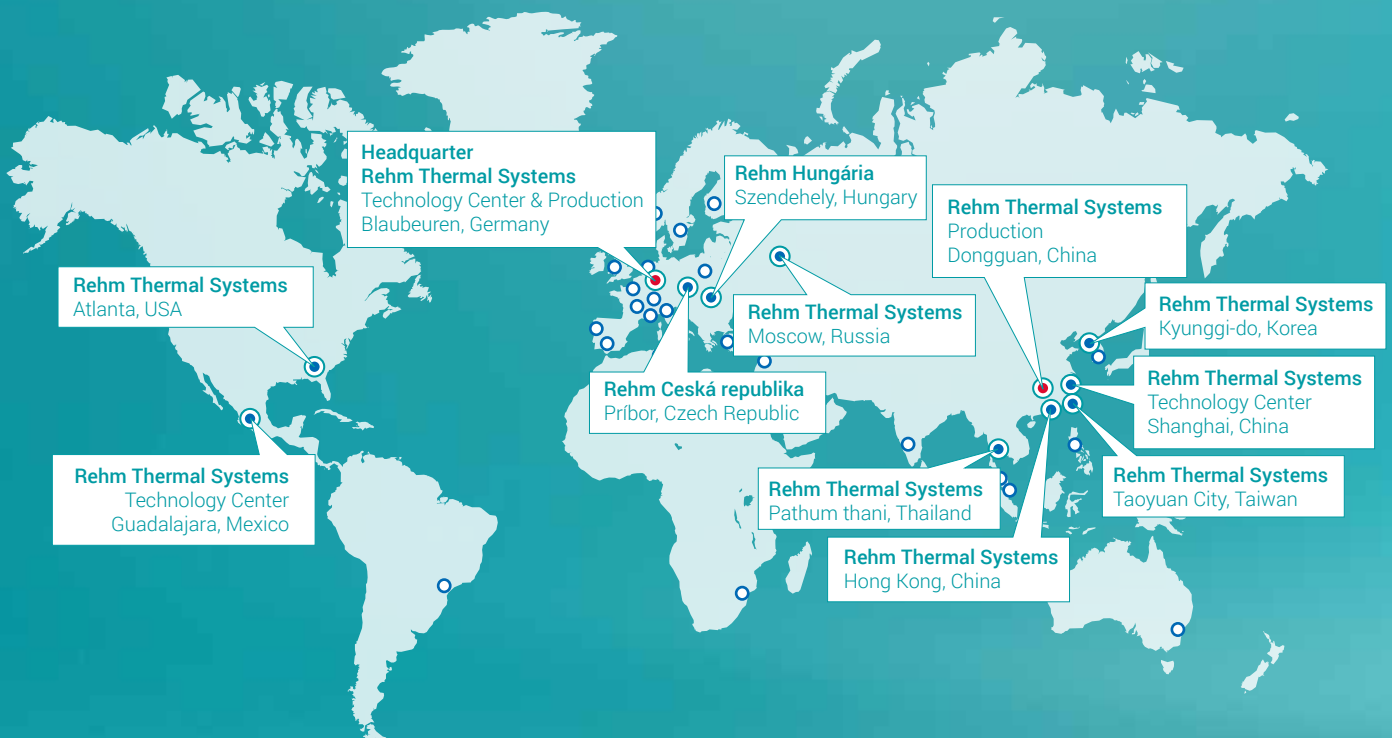 Headquarter
Rehm Thermal Systems
Technology Center & Production
Blaubeuren, Germany
Rehm Hungária
Szendehely, Hungary
Rehm Thermal Systems
Production
Dongguan, China
Rehm Thermal Systems
Atlanta, USA
Rehm Thermal Systems
Moscow, Russia
Rehm Thermal Systems
Kyunggi-do, Korea
Rehm Ceská republika
Príbor, Czech Republic
Rehm Thermal Systems
Technology Center
Shanghai, China
Rehm Thermal Systems
Technology Center
Guadalajara, Mexico
Rehm Thermal Systems
Pathum thani, Thailand
Rehm Thermal Systems
Taoyuan City, Taiwan
Rehm Thermal Systems
Hong Kong, China